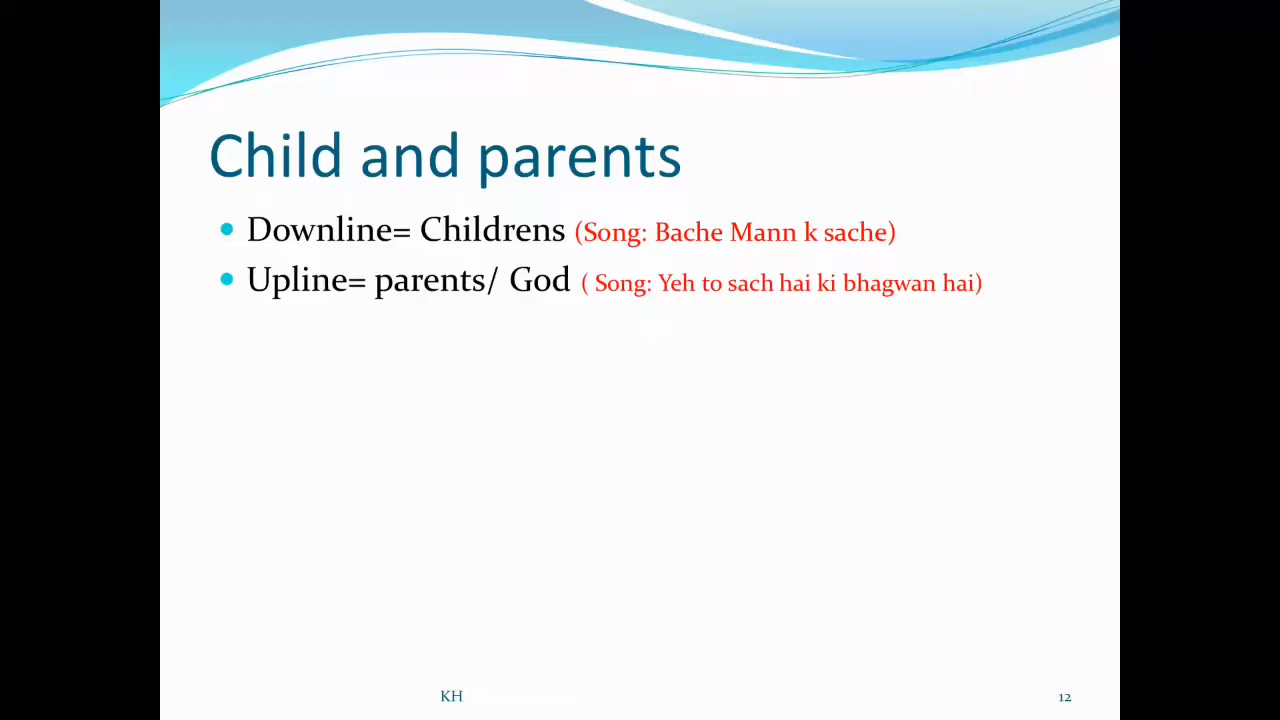 Child and parents
• Downline= Childrens (Song: Bache Mann k sache)
• Upline= parents/ God ( Song: Yeh to sach hai ki bhagwan hai)
KH
12